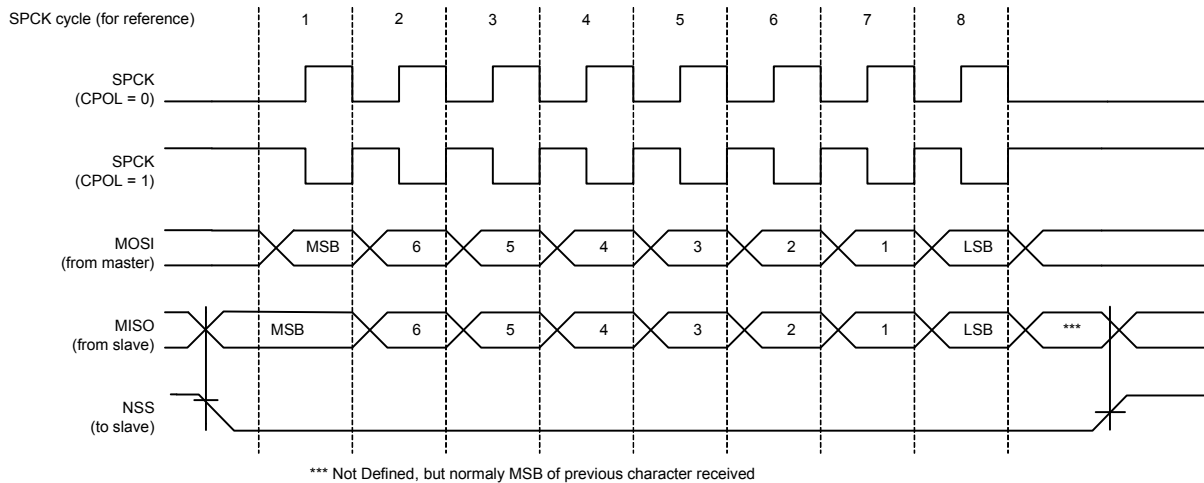 SPCK cycle (for reference) 1 2 3 4 5 6 7 8
SPCK
(CPOL = 0)
SPCK
(CPOL = 1)
MOSI
(from master)
MSB 6 5 4 3 2 1 LSB
MISO
(from slave)
MSB 6 5 4 3 2 1 LSB ***
NSS
(to slave)
*** Not Defined, but normaly MSB of previous character received